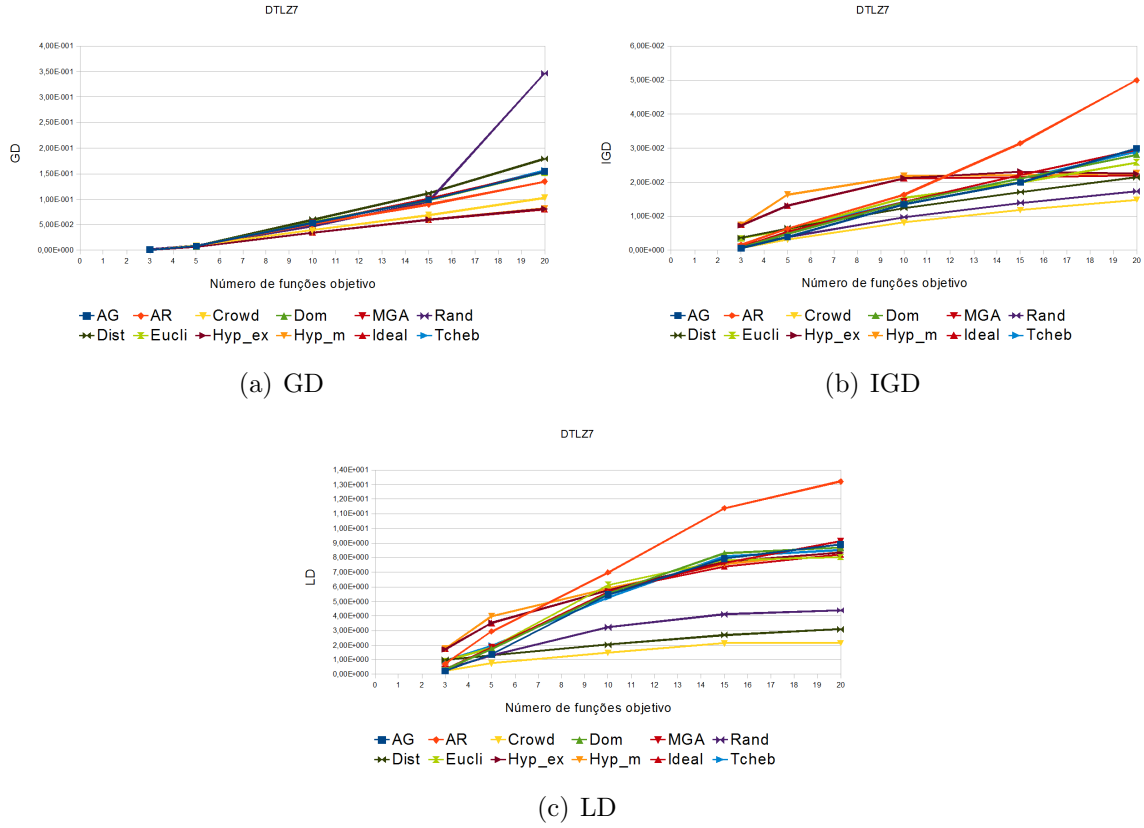 DTLZ7
4,00E-001
3,50E-001
3,00E-001
2,50E-001
2,00E-001
1,50E-001
1,00E-001
5,00E-002
0,00E+000
GD
0 1 2 3 4 5 6 7 8 9 10 11 12 13 14 15 16 17 18 19 20
Número de funções objetivo
AG AR Crowd Dom MGA Rand
Dist Eucli Hyp_ex Hyp_m Ideal Tcheb
(a) GD
DTLZ7
6,00E-002
5,00E-002
4,00E-002
3,00E-002
2,00E-002
1,00E-002
0,00E+000
IGD
0 1 2 3 4 5 6 7 8 9 10 11 12 13 14 15 16 17 18 19 20
Número de funções objetivo
AG AR Crowd Dom MGA Rand
Dist Eucli Hyp_ex Hyp_m Ideal Tcheb
(b) IGD
DTLZ7
1,40E+001
1,30E+001
1,20E+001
1,10E+001
1,00E+001
9,00E+000
8,00E+000
7,00E+000
6,00E+000
5,00E+000
4,00E+000
3,00E+000
2,00E+000
1,00E+000
0,00E+000
LD
0 1 2 3 4 5 6 7 8 9 10 11 12 13 14 15 16 17 18 19 20
Número de funções objetivo
AG AR Crowd Dom MGA Rand
Dist Eucli Hyp_ex Hyp_m Ideal Tcheb
(c) LD